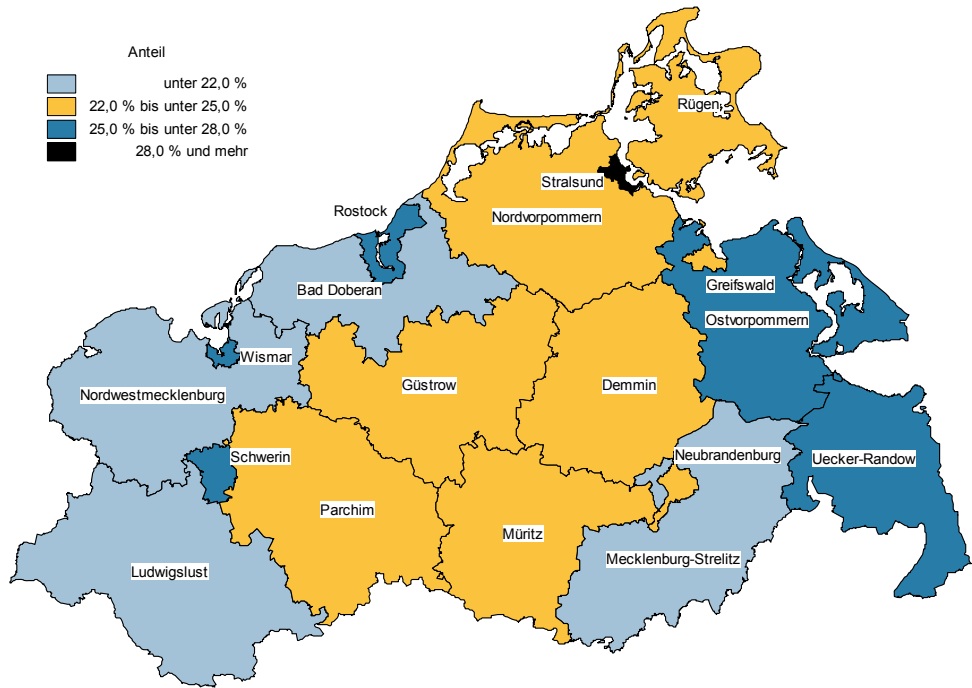 Anteil
unter 22,0 %
22,0 % bis unter 25,0 %
25,0 % bis unter 28,0 %
28,0 % und mehr
Rügen
Stralsund
Rostock
Nordvorpommern
Bad Doberan
Greifswald
Ostvorpommern
Wismar
Nordwestmecklenburg
Güstrow
Demmin
Schwerin
Neubrandenburg
Uecker-Randow
Parchim
Müritz
Mecklenburg-Strelitz
Ludwigslust